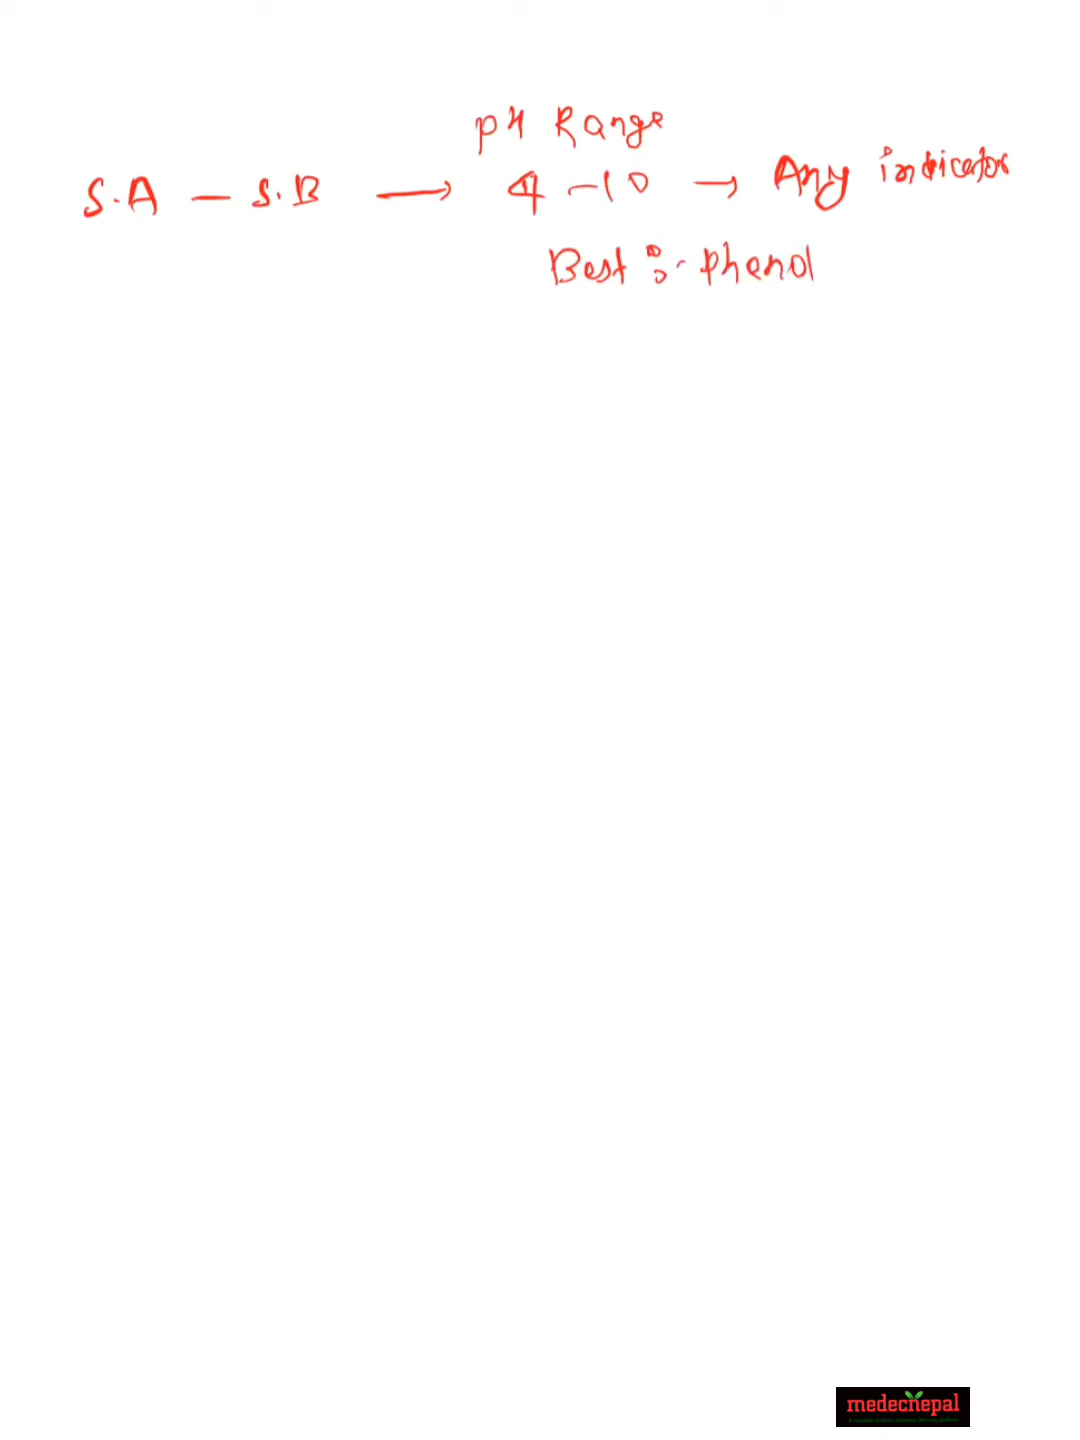 pH Range
S.A — S.B → 4 - 10 → Any indicator
Best :- phenol
medecnepal